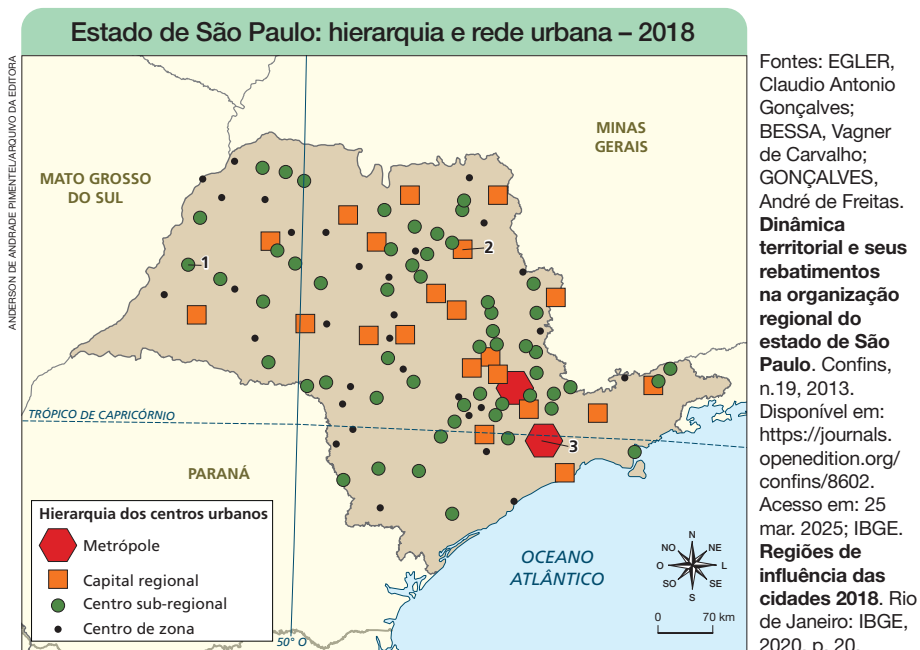 Estado de São Paulo: hierarquia e rede urbana – 2018
ANDERSON DE ANDRADE PIMENTEL/ARQUIVO DA EDITORA
MINAS
GERAIS
MATO GROSSO
DO SUL
2
1
TRÓPICO DE CAPRICÓRNIO
3
PARANÁ
Hierarquia dos centros urbanos
Metrópole
Capital regional
Centro sub-regional
Centro de zona
50° O
OCEANO
ATLÂNTICO
N
NO
NE
O
L
SO
SE
S
0
70 km
Fontes: EGLER,
Claudio Antonio
Gonçalves;
BESSA, Vagner
de Carvalho;
GONÇALVES,
André de Freitas.
Dinâmica
territorial e seus
rebatimentos
na organização
regional do
estado de São
Paulo. Confins,
n.19, 2013.
Disponível em:
https://journals.
openedition.org/
confins/8602.
Acesso em: 25
mar. 2025; IBGE.
Regiões de
influência das
cidades 2018. Rio
de Janeiro: IBGE,
2020. p. 20.